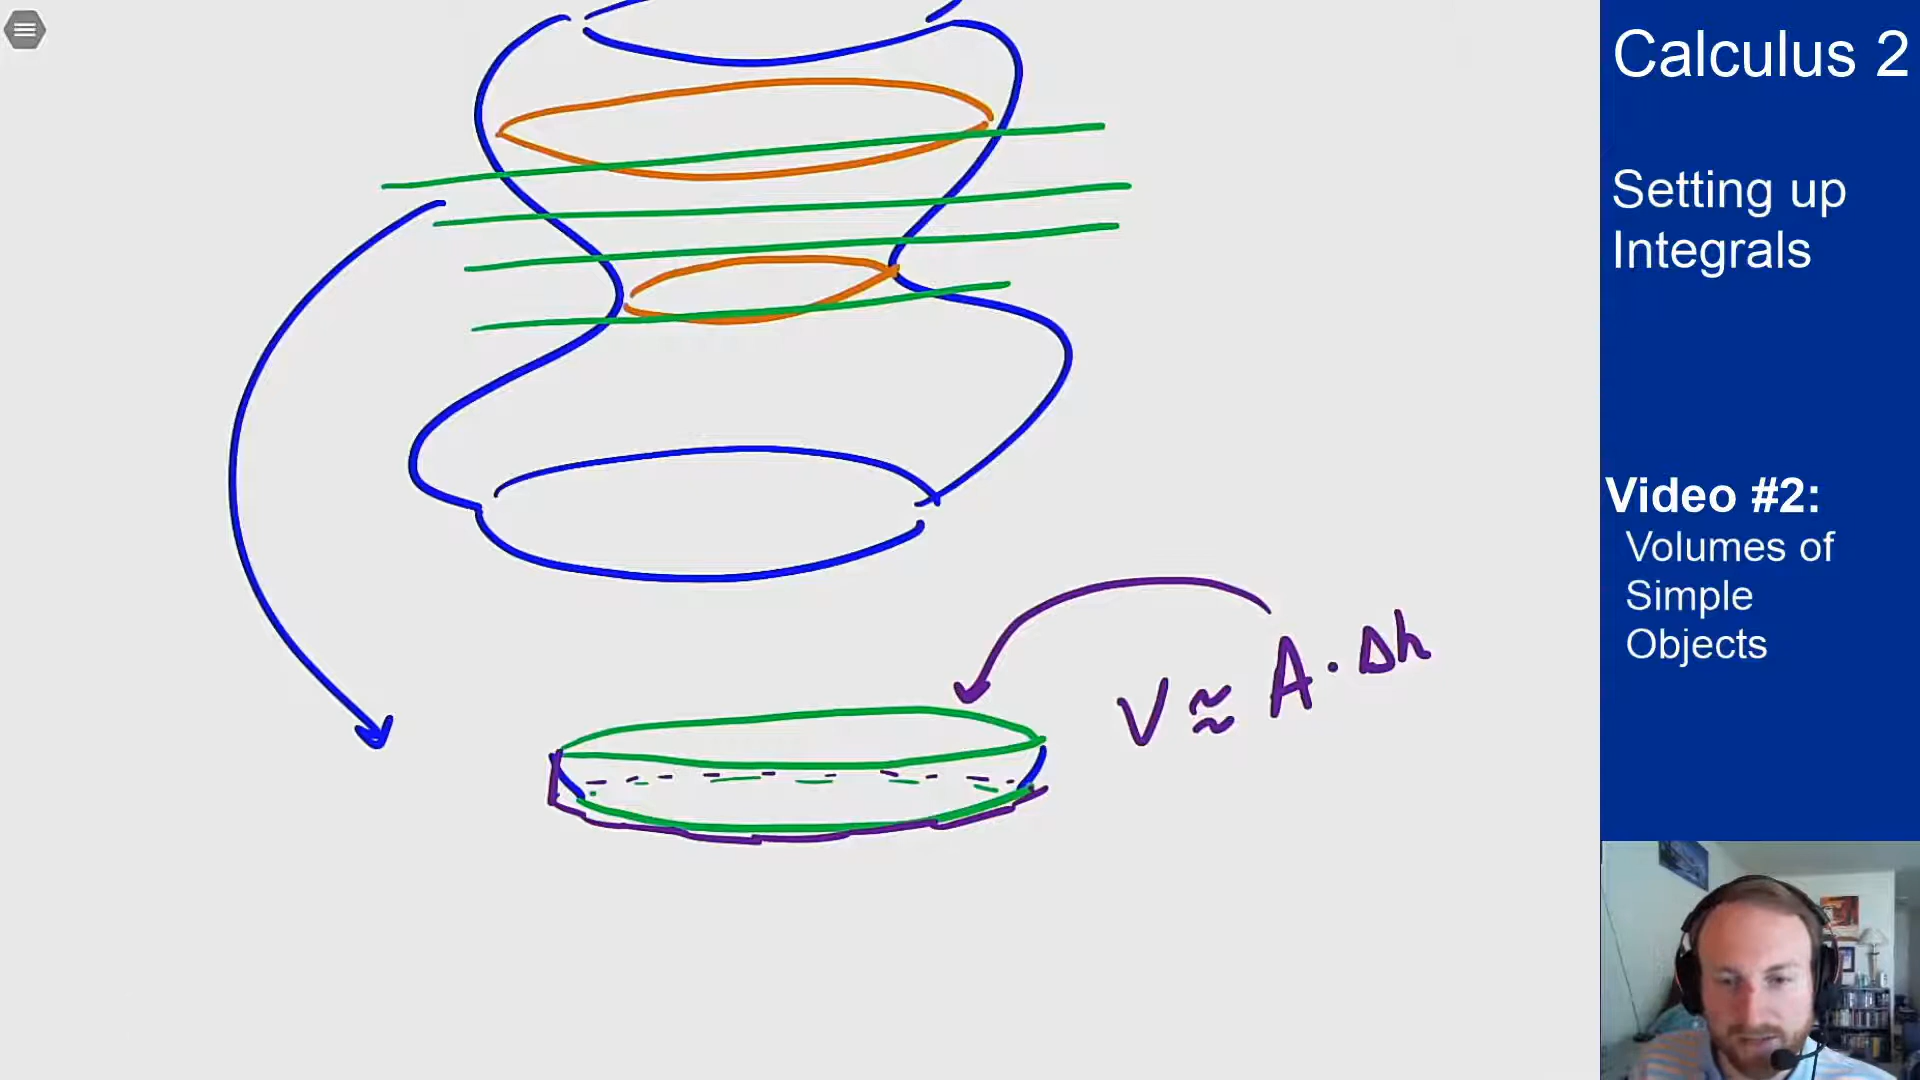 Calculus 2
Setting up
Integrals
Video #2:
Volumes of
Simple
Objects
V ≈ A · Δh